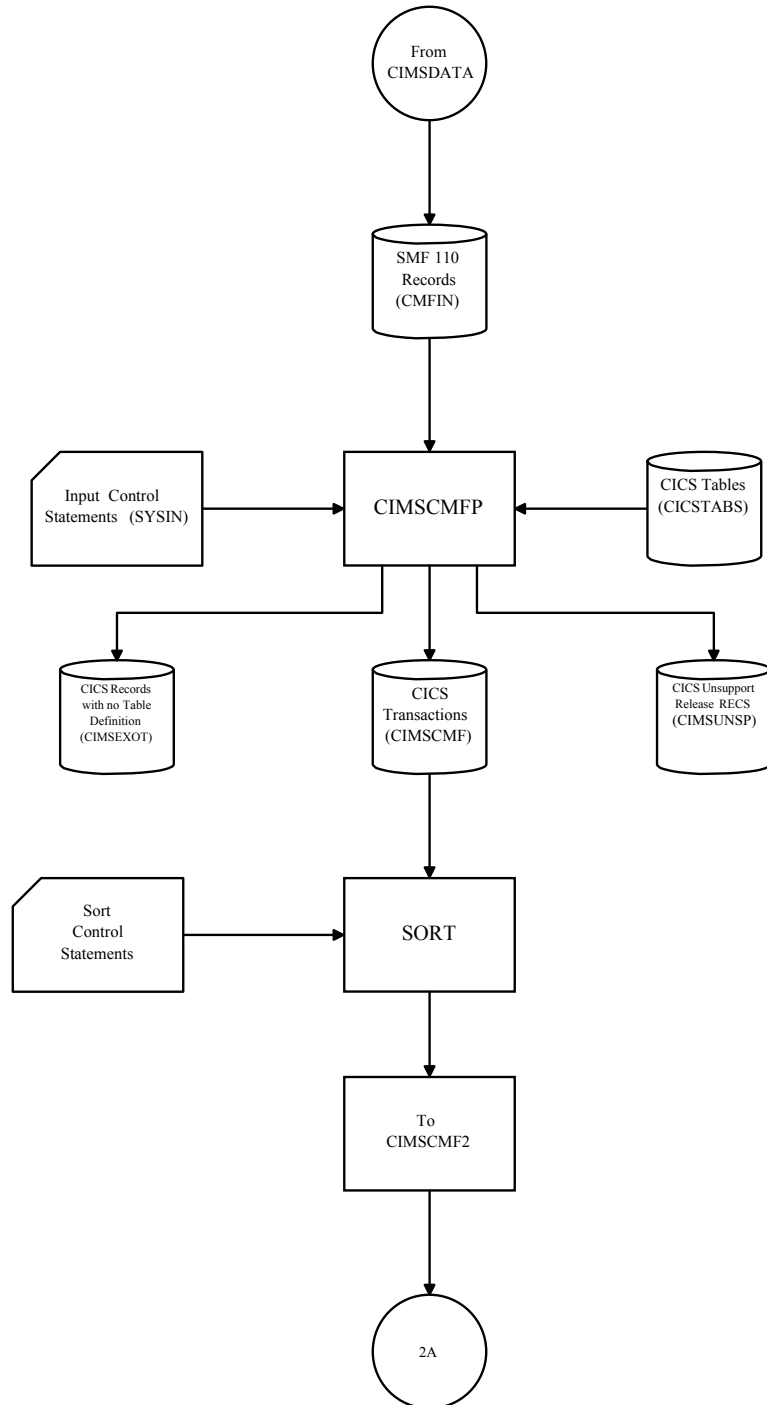 From
CIMSDATA
SMF 110
Records
(CMFIN)
Input Control
Statements (SYSIN)
CIMSCMFP
CICS Tables
(CICSTABS)
CICS Records
with no Table
Definition
(CIMSEXOT)
CICS
Transactions
(CIMSCMF)
CICS Unsupport
Release RECS
(CIMSUNSP)
Sort
Control
Statements
SORT
To
CIMSCMF2
2A